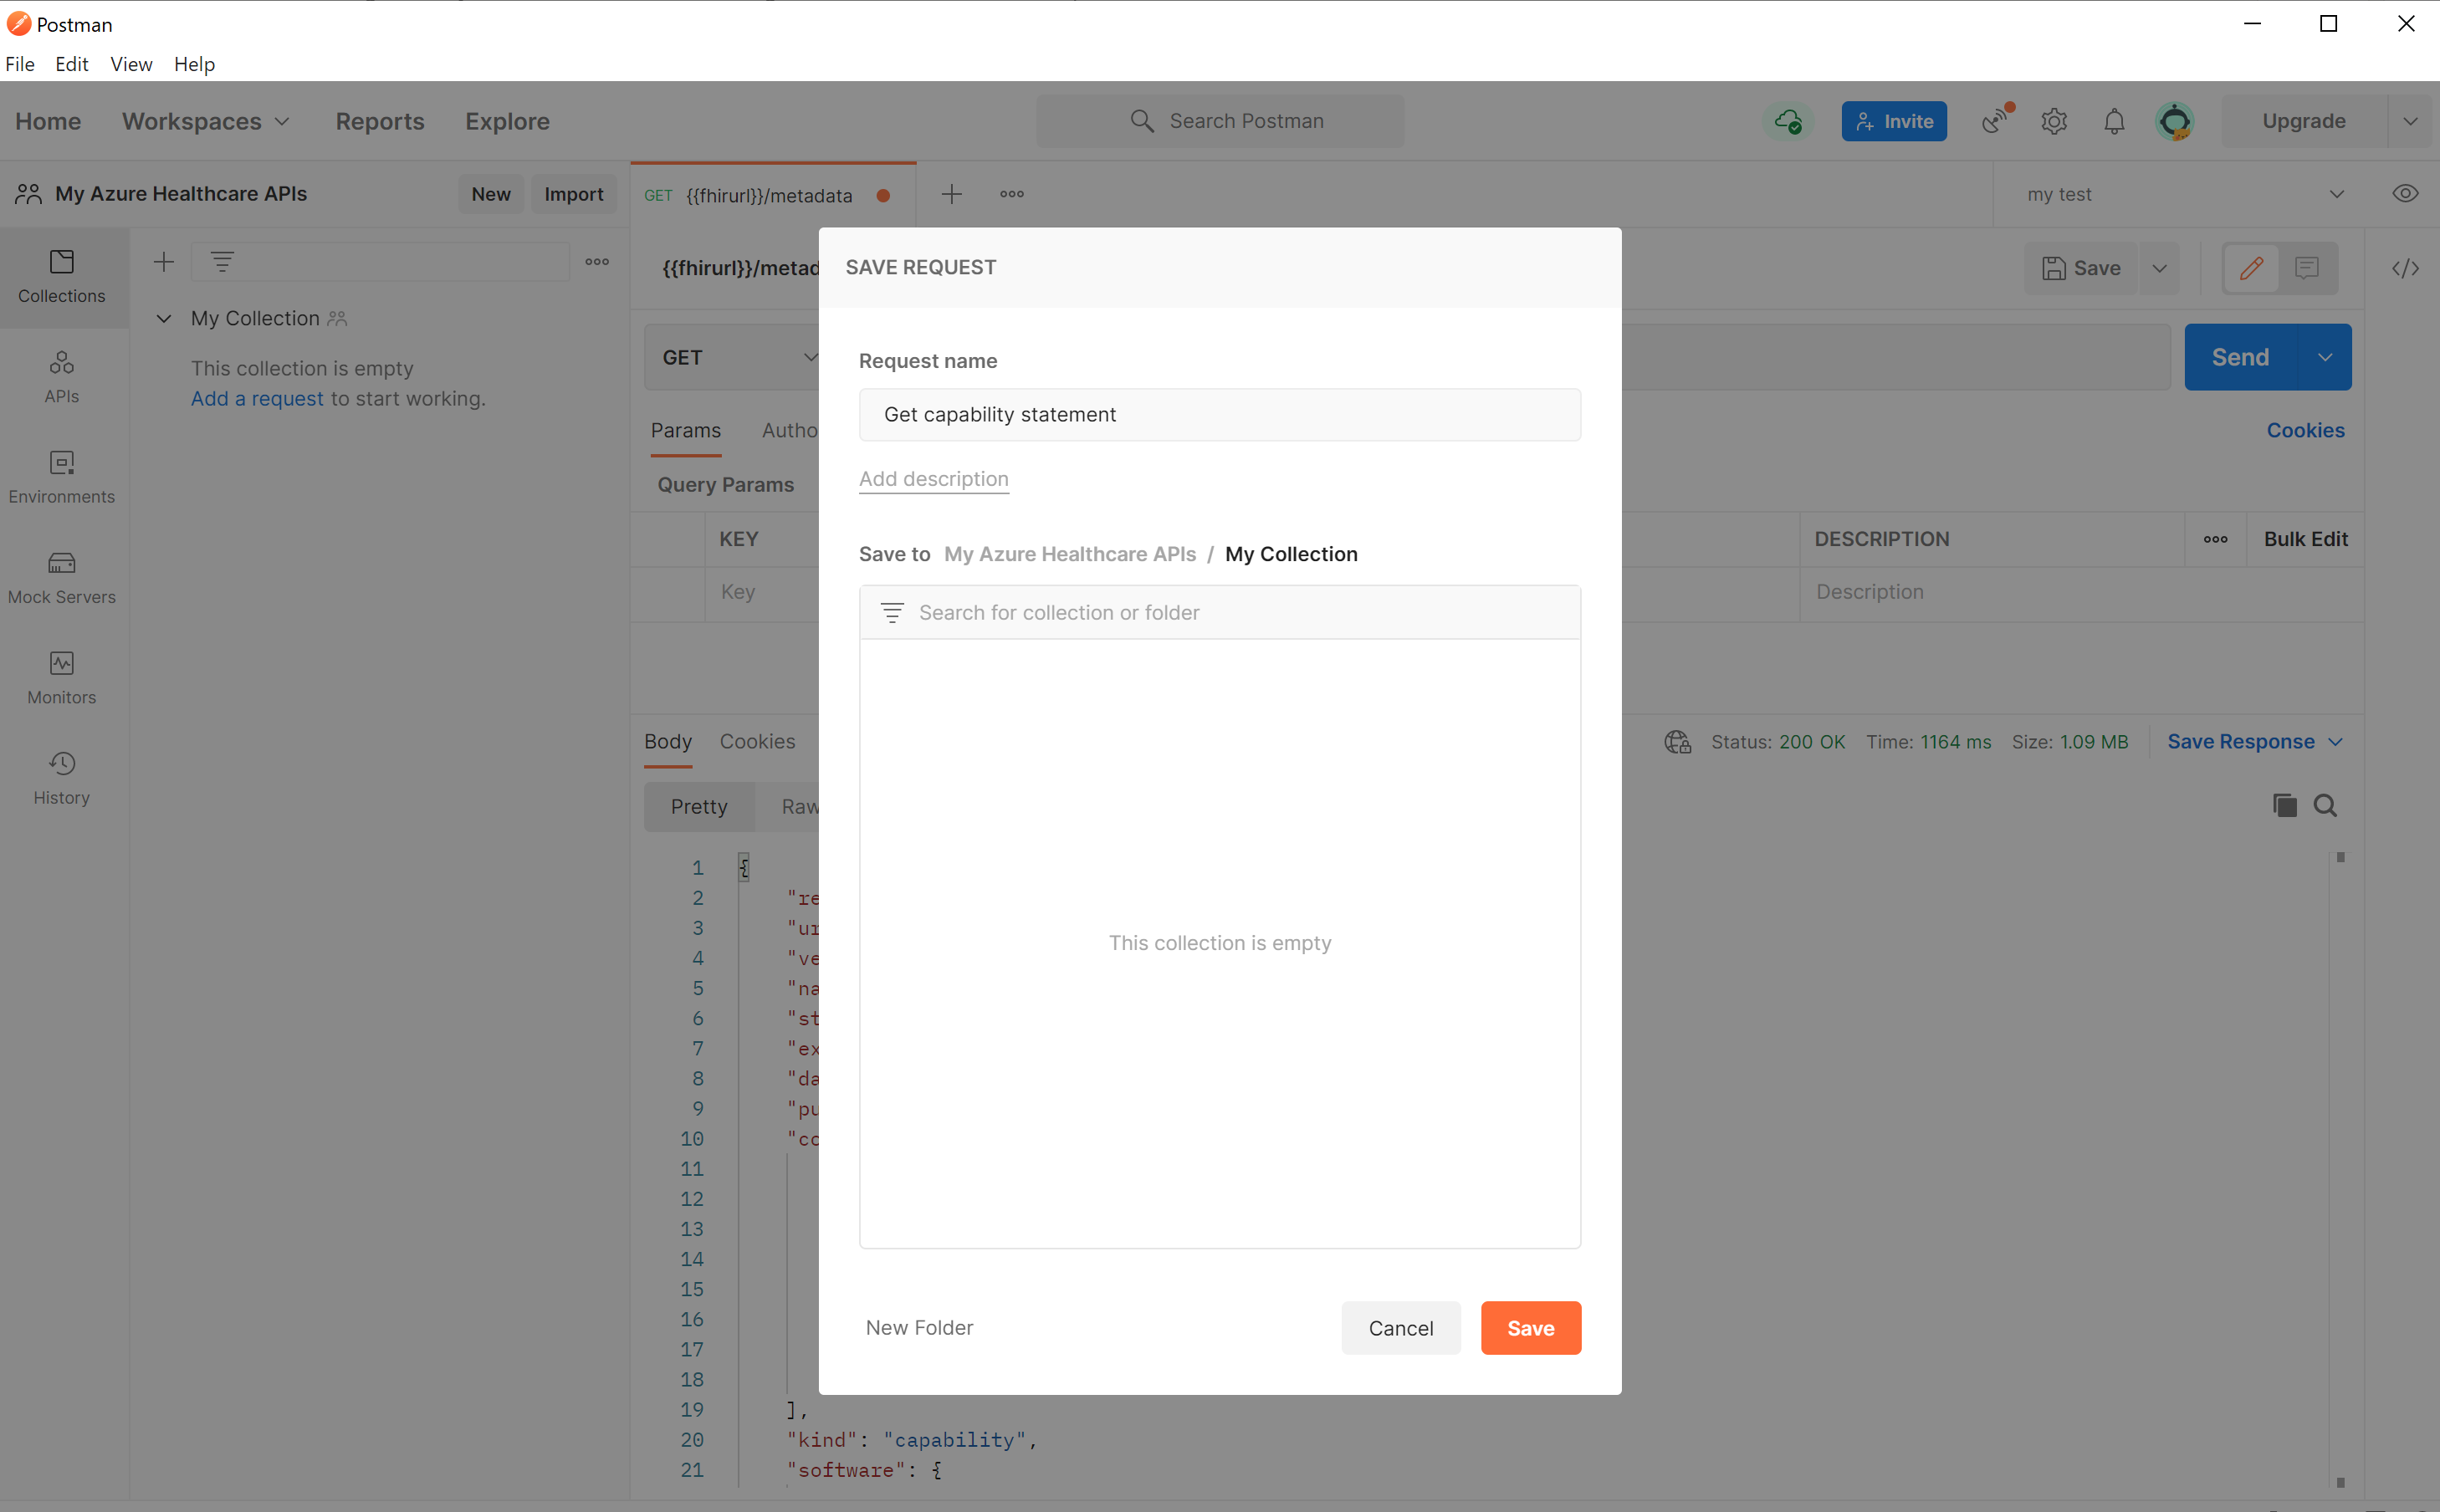 Postman
File Edit View Help
Home Workspaces Reports Explore Search Postman Invite Upgrade
My Azure Healthcare APIs New Import GET {{fhirurl}}/metadata my test
Collections
My Collection
This collection is empty
Add a request to start working.
APIs
Environments
Mock Servers
Monitors
History
{{fhirurl}}/metad Save
GET Send
Params Autho Cookies
Query Params
KEY DESCRIPTION Bulk Edit
Key Description
SAVE REQUEST
Request name
Get capability statement
Add description
Save to My Azure Healthcare APIs / My Collection
Search for collection or folder
This collection is empty
New Folder Cancel Save
Body Cookies Status: 200 OK Time: 1164 ms Size: 1.09 MB Save Response
Pretty Raw
1 {
2 "re
3 "ur
4 "ve
5 "na
6 "st
7 "ex
8 "da
9 "pu
10 "co
11
12
13
14
15
16
17
18
19 ],
20 "kind": "capability",
21 "software": {